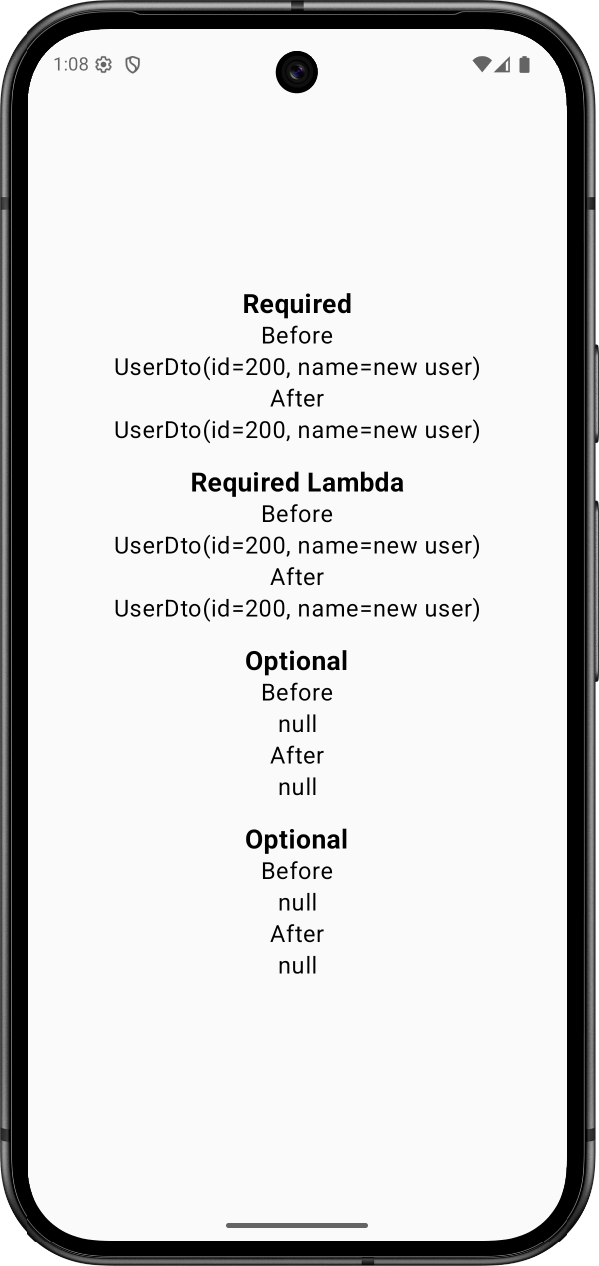 1:08
Required
Before
UserDto(id=200, name=new user)
After
UserDto(id=200, name=new user)
Required Lambda
Before
UserDto(id=200, name=new user)
After
UserDto(id=200, name=new user)
Optional
Before
null
After
null
Optional
Before
null
After
null